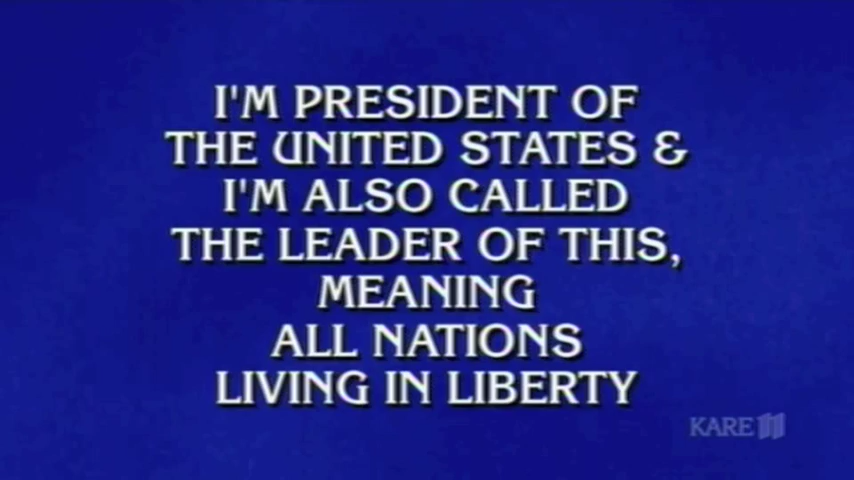 I'M PRESIDENT OF
THE UNITED STATES &
I'M ALSO CALLED
THE LEADER OF THIS,
MEANING
ALL NATIONS
LIVING IN LIBERTY
KARE 11